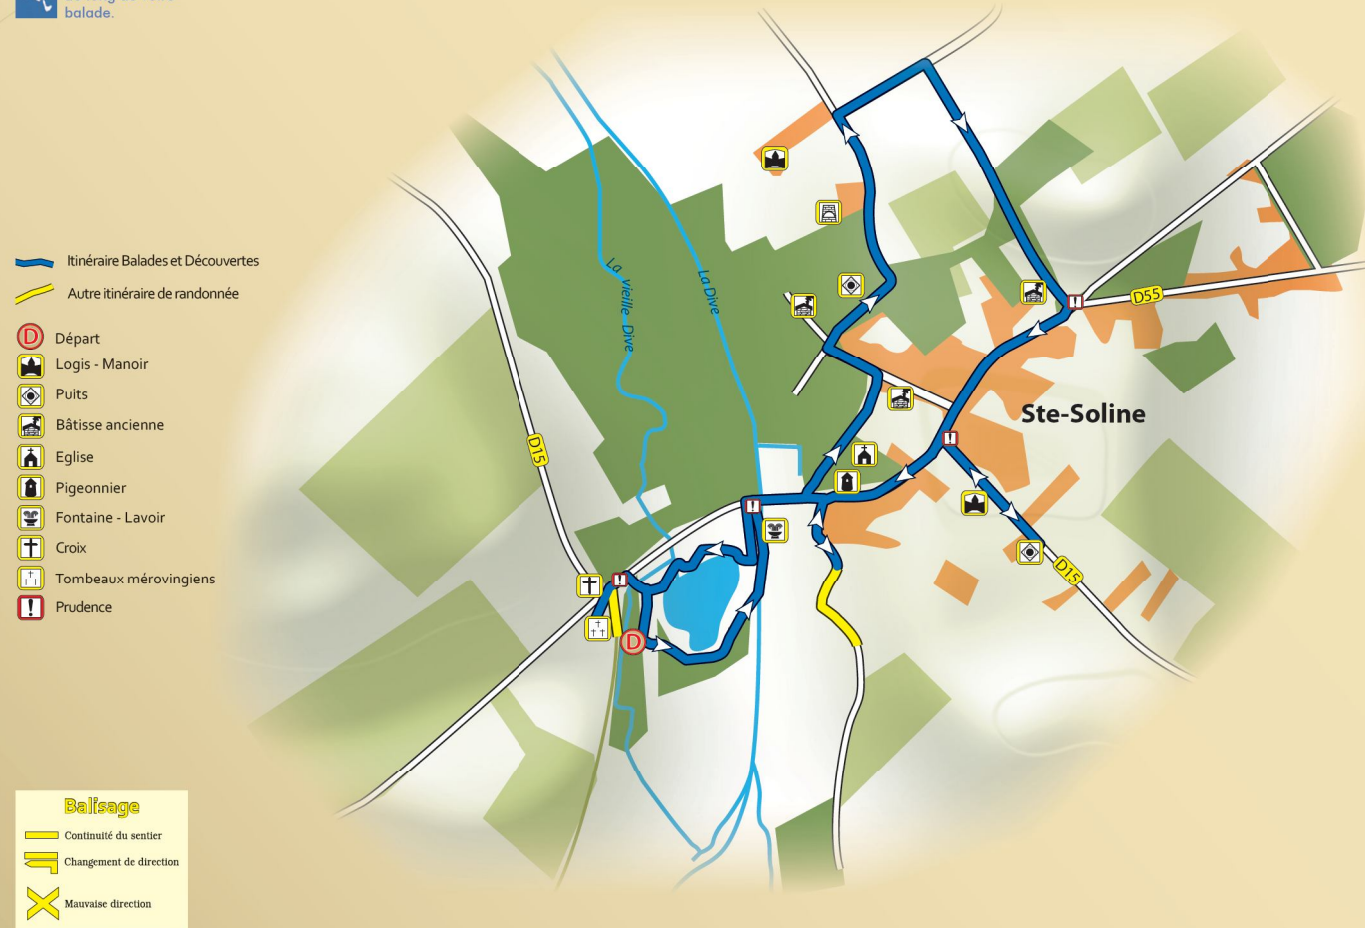 balade.
Itinéraire Balades et Découvertes
Autre itinéraire de randonnée
D Départ
Logis - Manoir
Puits
Bâtisse ancienne
Eglise
Pigeonnier
Fontaine - Lavoir
Croix
Tombeaux mérovingiens
! Prudence
Balisage
Continuité du sentier
Changement de direction
Mauvaise direction
La vieille Dive
La Dive
D55
!
Ste-Soline
!
D15
!
D15
!
D